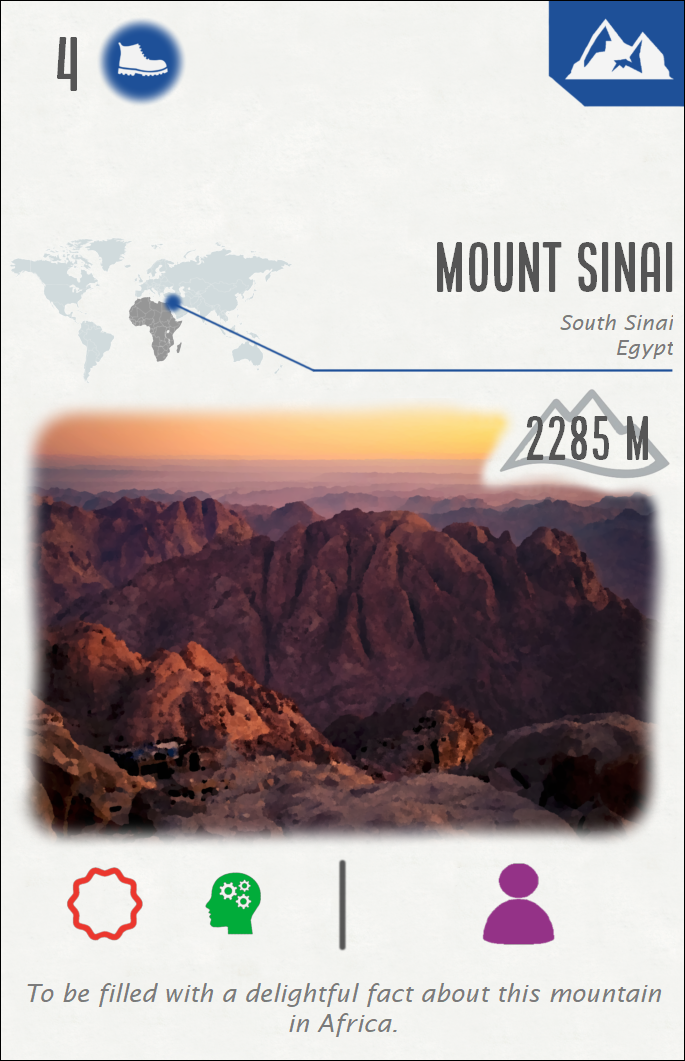 4
MOUNT SINAI
South Sinai
Egypt
2285 M
To be filled with a delightful fact about this mountain
in Africa.